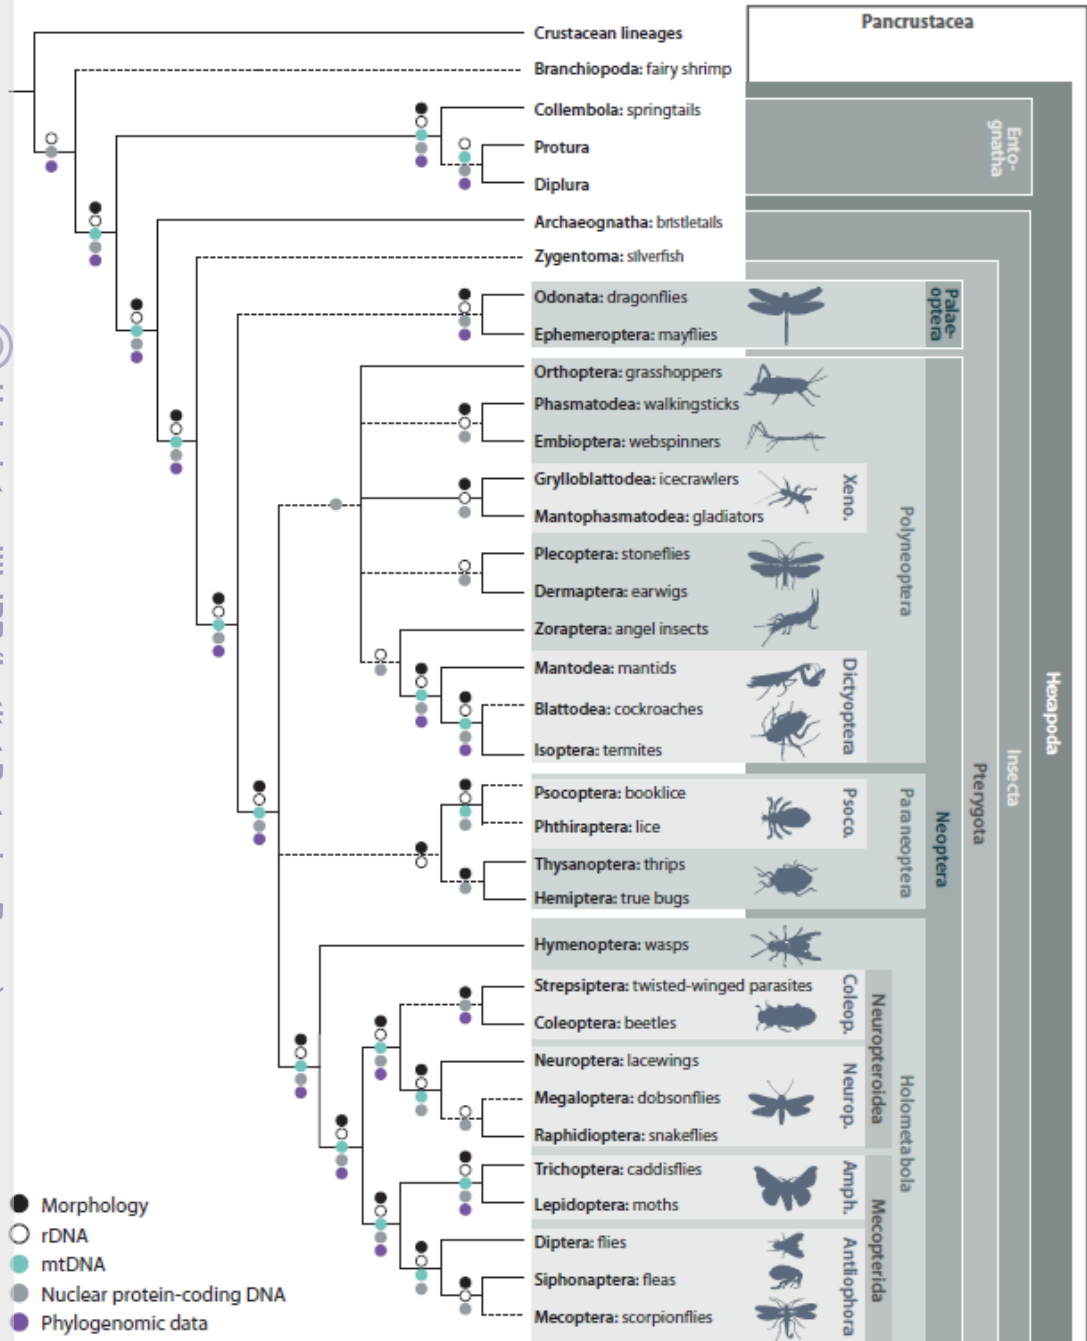 Pancrustacea
Crustacean lineages
Branchiopoda: fairy shrimp
Collembola: springtails
Protura
Diplura
Ento-
gnatha
Archaeognatha: bristletails
Zygentoma: silverfish
Odonata: dragonflies
Ephemeroptera: mayflies
Palae-
optera
Orthoptera: grasshoppers
Phasmatodea: walkingsticks
Embioptera: webspinners
Grylloblattodea: icecrawlers
Mantophasmatodea: gladiators
Xeno.
Plecoptera: stoneflies
Dermaptera: earwigs
Zoraptera: angel insects
Polyneoptera
Mantodea: mantids
Blattodea: cockroaches
Isoptera: termites
Dictyoptera
Psocoptera: booklice
Phthiraptera: lice
Psoco.
Thysanoptera: thrips
Hemiptera: true bugs
Paraneoptera
Neoptera
Pterygota
Insecta
Hexapoda
Hymenoptera: wasps
Strepsiptera: twisted-winged parasites
Coleoptera: beetles
Coleop.
Neuroptera: lacewings
Megaloptera: dobsonflies
Raphidioptera: snakeflies
Neurop.
Neuropteroidea
Holometabola
Trichoptera: caddisflies
Lepidoptera: moths
Amph.
Diptera: flies
Siphonaptera: fleas
Mecoptera: scorpionflies
Antliophora
Mecopterida
Morphology
rDNA
mtDNA
Nuclear protein-coding DNA
Phylogenomic data